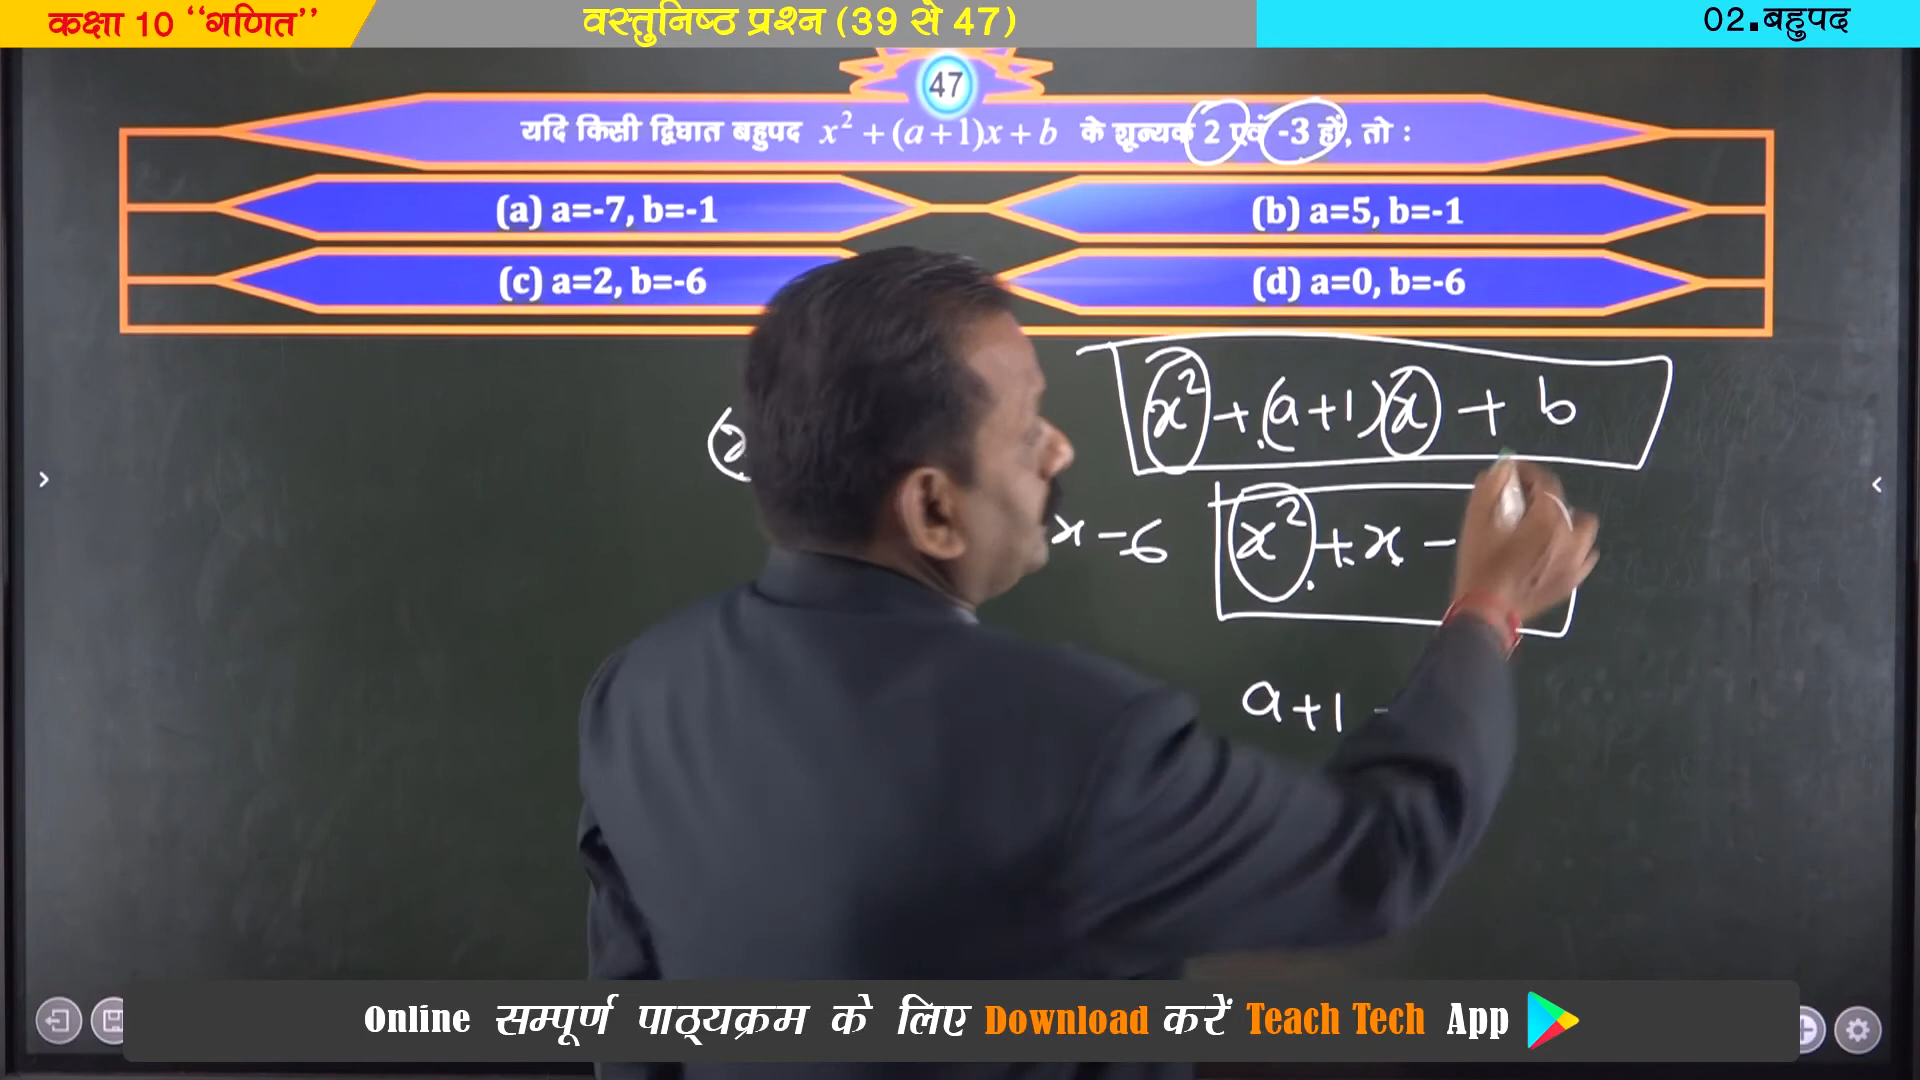 कक्षा 10 ‘‘गणित’’
वस्तुनिष्ठ प्रश्न (39 से 47)
02.बहुपद
47
यदि किसी द्विघात बहुपद x² + (a+1)x + b के शून्यक 2 एवं -3 हों, तो :
(a) a=-7, b=-1
(b) a=5, b=-1
(c) a=2, b=-6
(d) a=0, b=-6
x² + (a+1)x + b
x - 6
x² + x -
a+1
Online सम्पूर्ण पाठ्यक्रम के लिए Download करें Teach Tech App